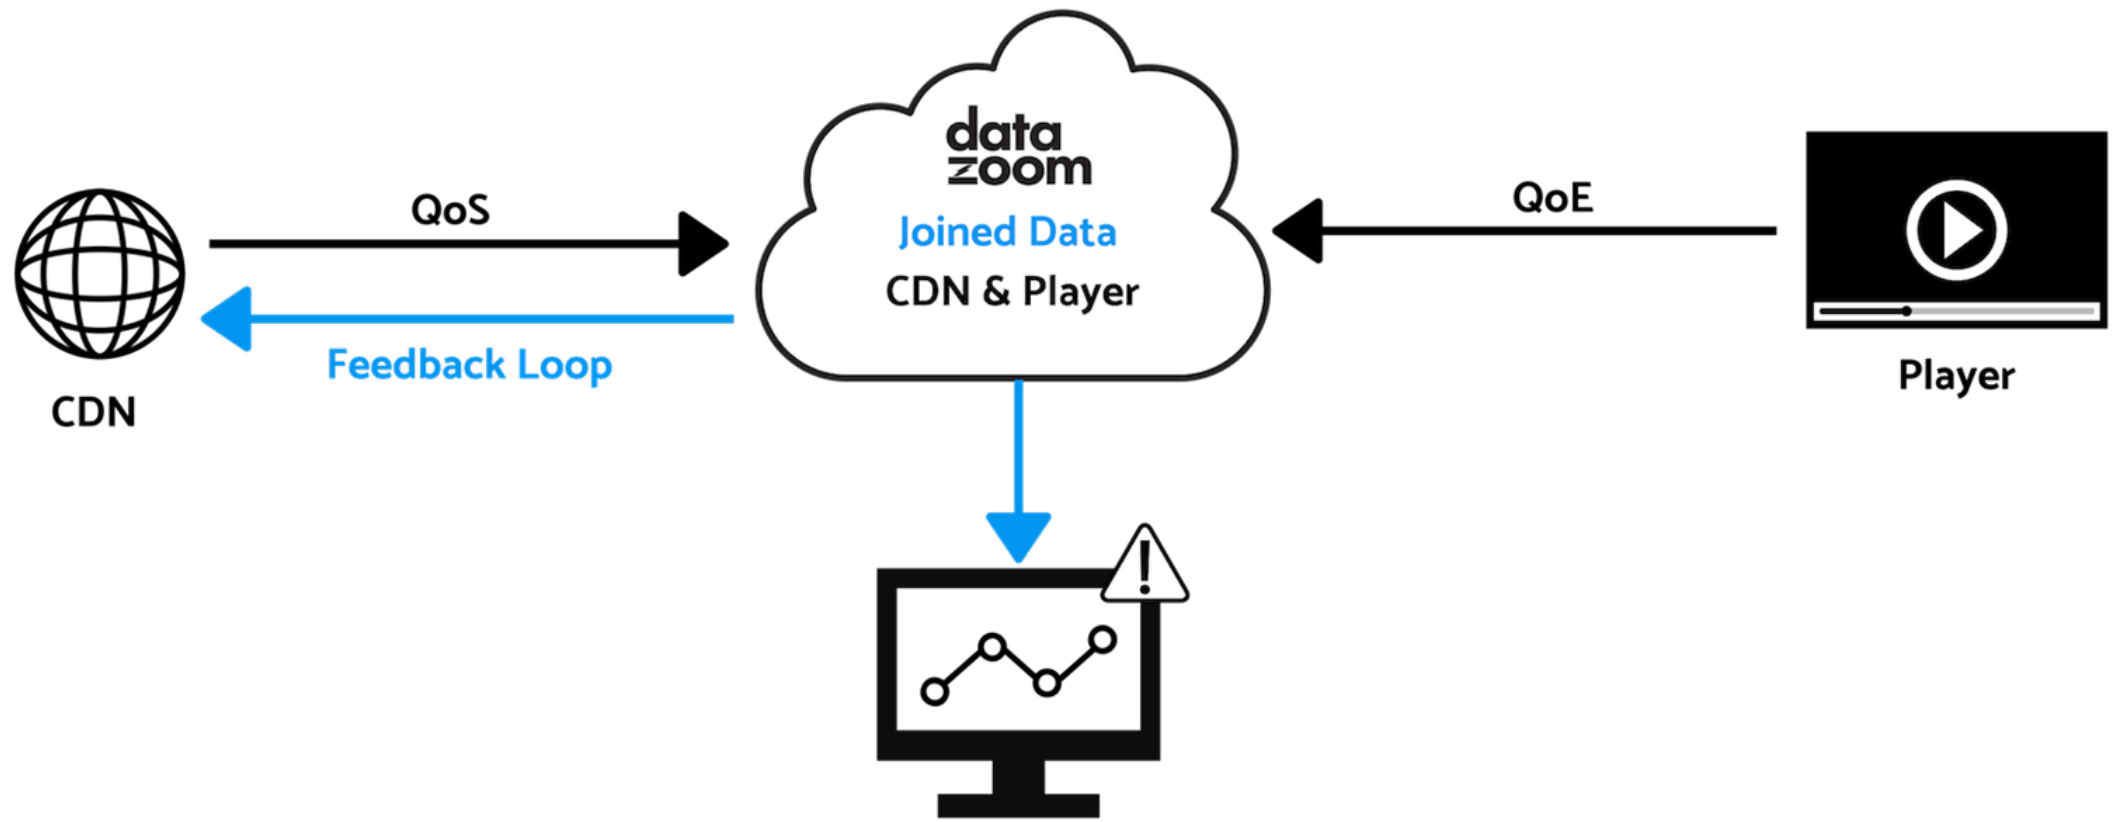 data
zoom
Joined Data
CDN & Player
QoS
Feedback Loop
CDN
QoE
Player